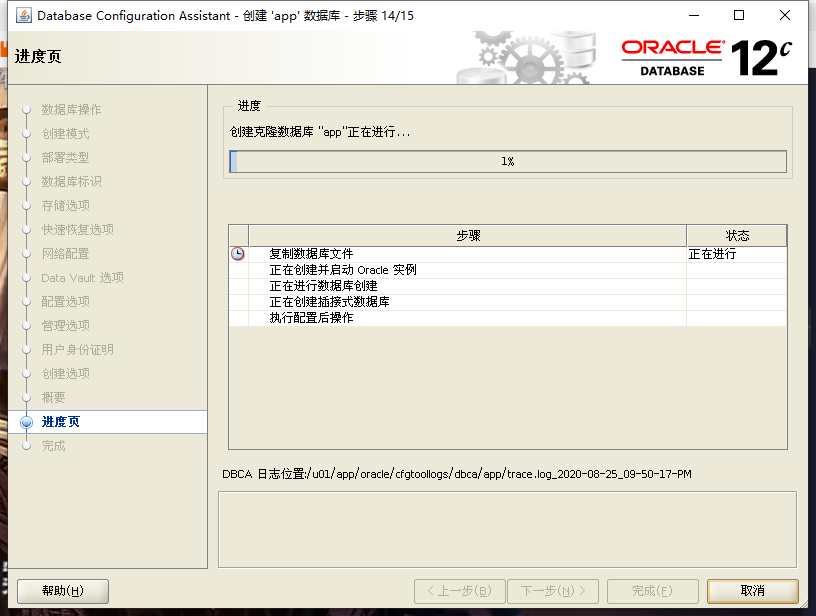 Database Configuration Assistant - 创建 'app' 数据库 - 步骤 14/15
进度页
ORACLE
DATABASE
12c
数据库操作
创建模式
部署类型
数据库标识
存储选项
快速恢复选项
网络配置
Data Vault 选项
配置选项
管理选项
用户身份证明
创建选项
概要
进度页
完成
进度
创建克隆数据库 "app"正在进行...
1%
步骤 状态
复制数据库文件 正在进行
正在创建并启动 Oracle 实例
正在进行数据库创建
正在创建插接式数据库
执行配置后操作
DBCA 日志位置:/u01/app/oracle/cfgtoollogs/dbca/app/trace.log_2020-08-25_09-50-17-PM
帮助(H) < 上一步(B) 下一步(N) > 完成(F) 取消